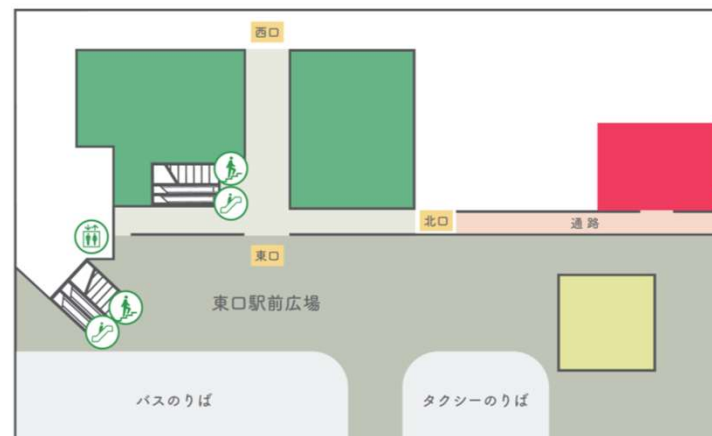 西口
北口
通路
東口
東口駅前広場
バスのりば
タクシーのりば